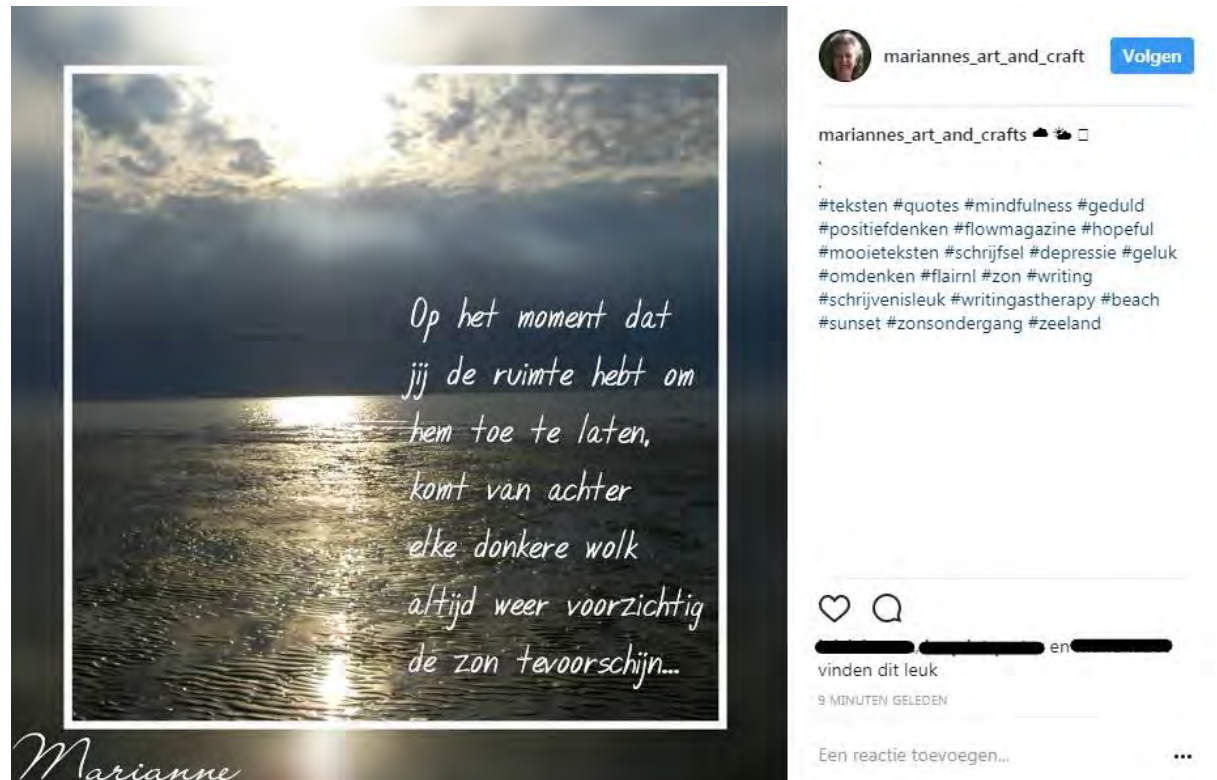 Op het moment dat
jij de ruimte hebt om
hem toe te laten,
komt van achter
elke donkere wolk
altijd weer voorzichtig
de zon tevoorschijn...
Marianne
mariannes_art_and_craft
Volgen
mariannes_art_and_crafts
.
.
#teksten #quotes #mindfulness #geduld
#positiefdenken #flowmagazine #hopeful
#mooieteksten #schrijfsel #depressie #geluk
#omdenken #flairnl #zon #writing
#schrijvenisleuk #writingastherapy #beach
#sunset #zonsondergang #zeeland
en
vinden dit leuk
9 MINUTEN GELEDEN
Een reactie toevoegen...